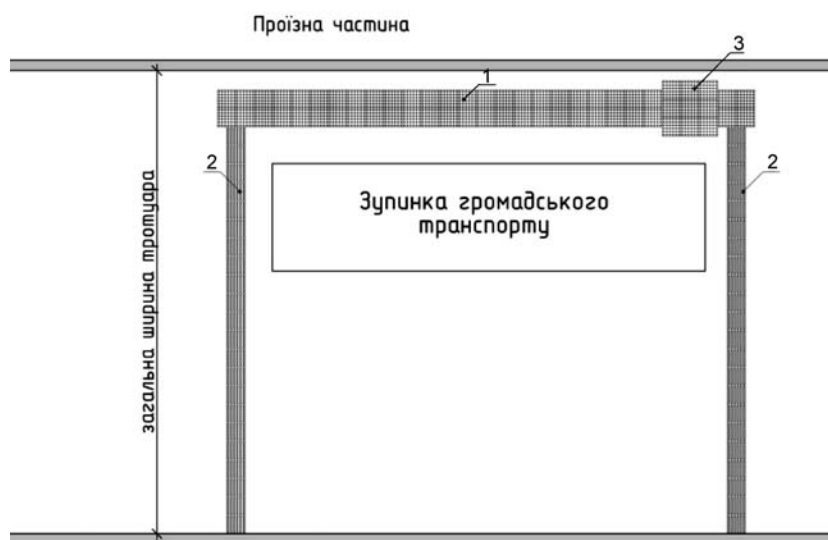 Проїзна частина
3
1
2
2
Зупинка громадського
транспорту
загальна ширина тротуара